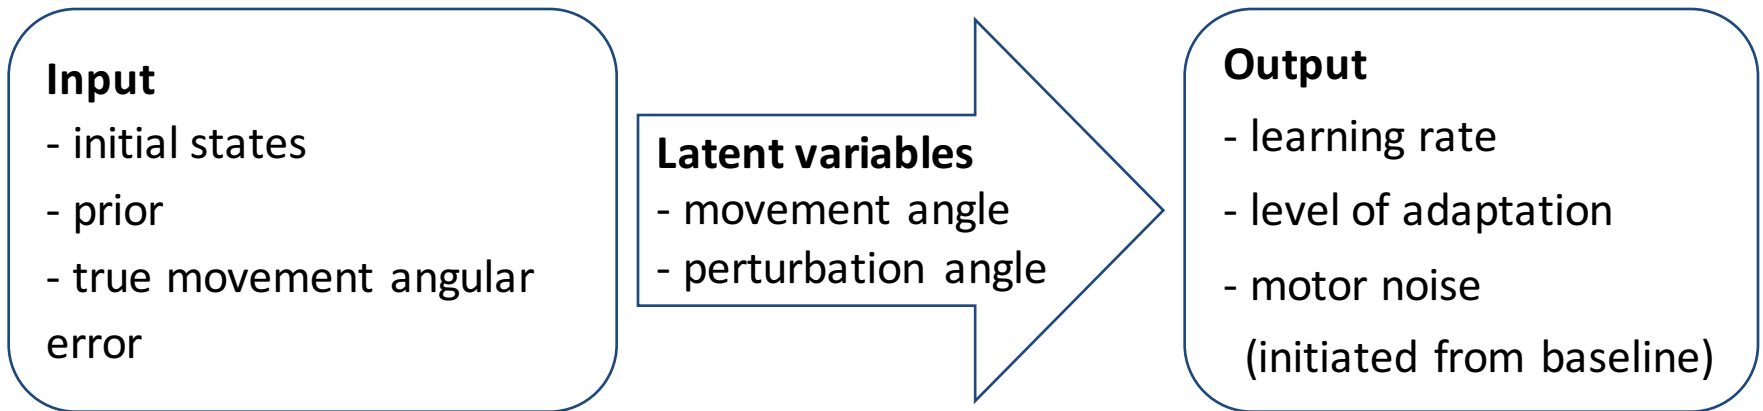 Input
- initial states
- prior
- true movement angular
error
Latent variables
- movement angle
- perturbation angle
Output
- learning rate
- level of adaptation
- motor noise
(initiated from baseline)